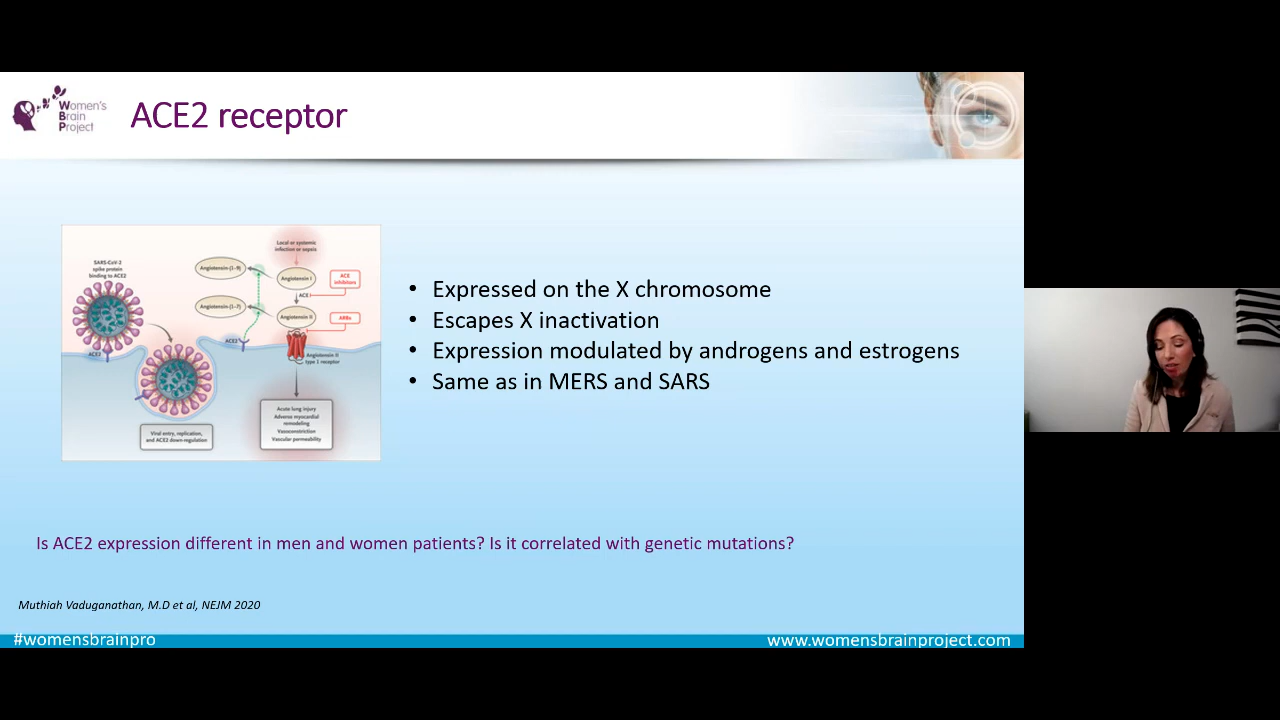 Women's
Brain
Project
ACE2 receptor
SARS-CoV-2
spike protein
binding to ACE2
Local or systemic
infection or sepsis
Angiotensin (1–9)
Angiotensin I
ACE
inhibitors
ACE
Angiotensin (1–7)
Angiotensin II
ARBs
ACE2
ACE2
Angiotensin II
type 1 receptor
Acute lung injury
Adverse myocardial
remodeling
Vasoconstriction
Vascular permeability
Viral entry, replication,
and ACE2 down-regulation
• Expressed on the X chromosome
• Escapes X inactivation
• Expression modulated by androgens and estrogens
• Same as in MERS and SARS
Is ACE2 expression different in men and women patients? Is it correlated with genetic mutations?
Muthiah Vaduganathan, M.D et al, NEJM 2020
#womensbrainpro
www.womensbrainproject.com